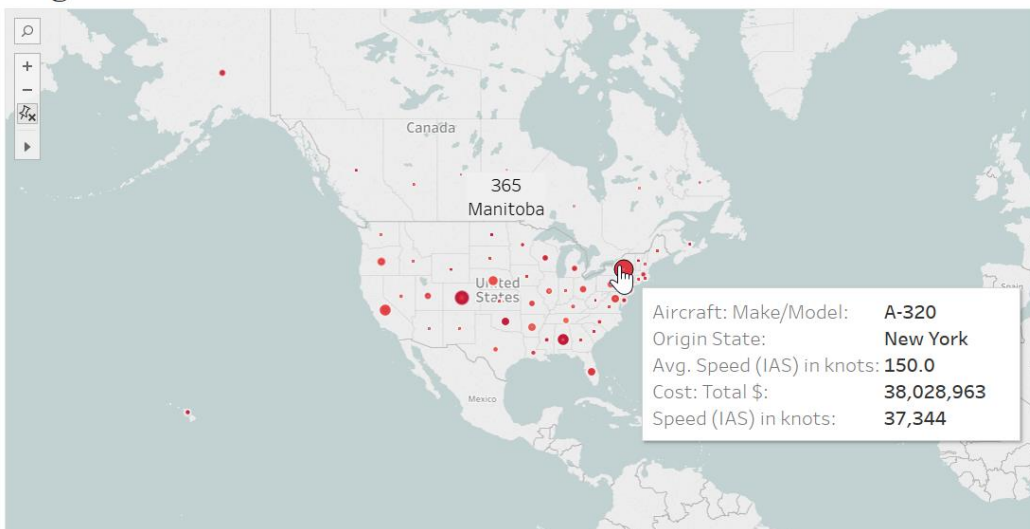 Canada
365
Manitoba
United
States
Mexico
Spain
Aircraft: Make/Model: A-320
Origin State: New York
Avg. Speed (IAS) in knots: 150.0
Cost: Total $: 38,028,963
Speed (IAS) in knots: 37,344